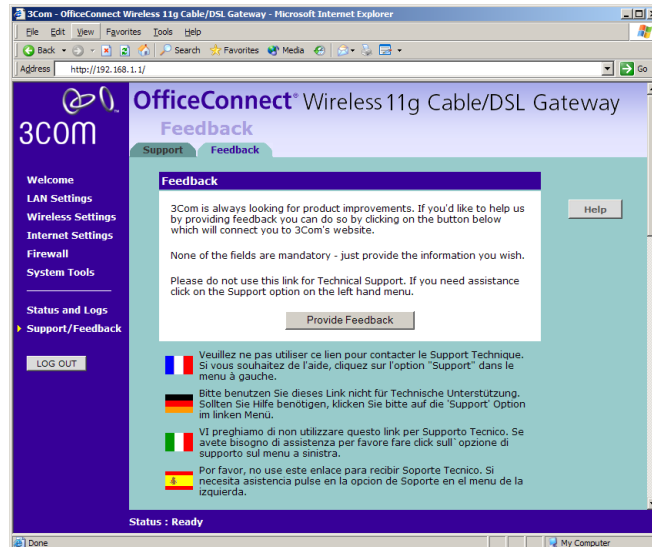 3Com - OfficeConnect Wireless 11g Cable/DSL Gateway - Microsoft Internet Explorer
File Edit View Favorites Tools Help
Back Search Favorites Media
Address http://192.168.1.1/ Go
3COM
OfficeConnect® Wireless 11g Cable/DSL Gateway
Feedback
Support Feedback
Welcome
LAN Settings
Wireless Settings
Internet Settings
Firewall
System Tools
Status and Logs
Support/Feedback
LOG OUT
Feedback
3Com is always looking for product improvements. If you'd like to help us
by providing feedback you can do so by clicking on the button below
which will connect you to 3Com's website.
None of the fields are mandatory - just provide the information you wish.
Please do not use this link for Technical Support. If you need assistance
click on the Support option on the left hand menu.
Provide Feedback
Help
Veuillez ne pas utiliser ce lien pour contacter le Support Technique.
Si vous souhaitez de l'aide, cliquez sur l'option "Support" dans le
menu à gauche.
Bitte benutzen Sie dieses Link nicht für Technische Unterstützung.
Sollten Sie Hilfe benötigen, klicken Sie bitte auf die 'Support' Option
im linken Menü.
VI preghiamo di non utilizzare questo link per Supporto Tecnico. Se
avete bisogno di assistenza per favore fare click sull`opzione di
supporto sul menu a sinistra.
Por favor, no use este enlace para recibir Soporte Tecnico. Si
necesita asistencia pulse en la opcion de Soporte en el menu de la
izquierda.
Status : Ready
Done My Computer